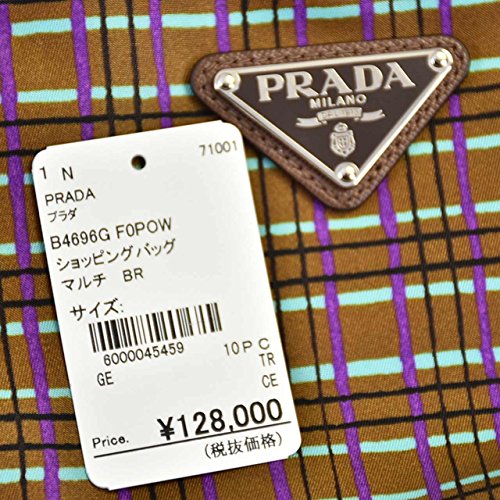 PRADA
MILANO
1 N 71001
PRADA
プラダ
B4696G F0POW
ショッピングバッグ
マルチ BR
サイズ:
6000045459
10PC
GE TR
CE
Price. ¥128,000
(税抜価格)